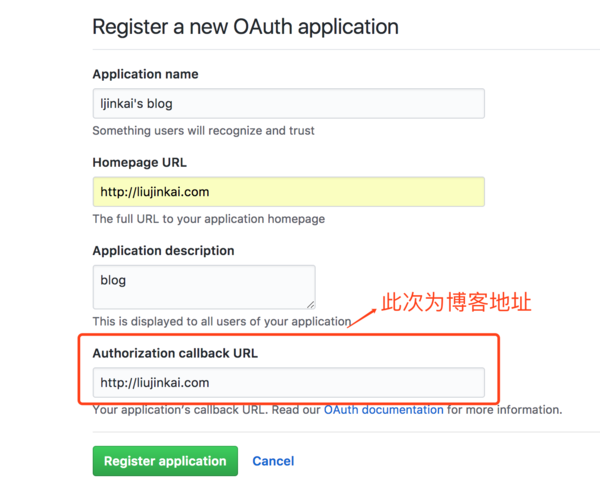 Register a new OAuth application
Application name
ljinkai's blog
Something users will recognize and trust
Homepage URL
http://liujinkai.com
The full URL to your application homepage
Application description
blog
此次为博客地址
This is displayed to all users of your application
Authorization callback URL
http://liujinkai.com
Your application's callback URL. Read our OAuth documentation for more information.
Register application Cancel